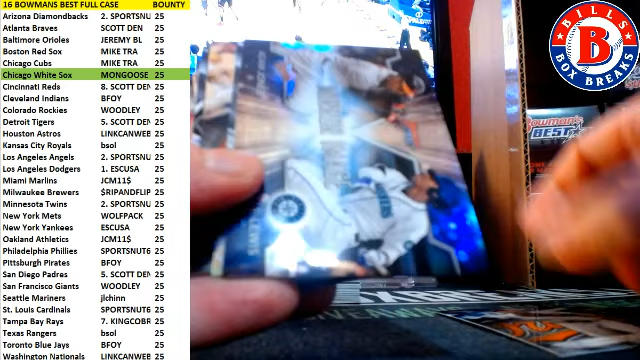 16 BOWMANS BEST FULL CASE BOUNTY
Arizona Diamondbacks 2. SPORTSNU 25
Atlanta Braves SCOTT DEN 25
Baltimore Orioles JEREMY BL 25
Boston Red Sox MIKE TRA 25
Chicago Cubs MIKE TRA 25
Chicago White Sox MONGOOSE 25
Cincinnati Reds 8. SCOTT DEN 25
Cleveland Indians BFOY 25
Colorado Rockies WOODLEY 25
Detroit Tigers 5. SCOTT DEN 25
Houston Astros LINKCANWEB 25
Kansas City Royals bsol 25
Los Angeles Angels 2. SPORTSNU 25
Los Angeles Dodgers 1. ESCUSA 25
Miami Marlins JCM11$ 25
Milwaukee Brewers $RIPANDFLIP 25
Minnesota Twins 2. SPORTSNU 25
New York Mets WOLFPACK 25
New York Yankees ESCUSA 25
Oakland Athletics JCM11$ 25
Philadelphia Phillies SPORTSNUT6 25
Pittsburgh Pirates BFOY 25
San Diego Padres 5. SCOTT DEN 25
San Francisco Giants WOODLEY 25
Seattle Mariners jlchinn 25
St. Louis Cardinals SPORTSNUT6 25
Tampa Bay Rays 7. KINGCOBR 25
Texas Rangers bsol 25
Toronto Blue Jays BFOY 25
Washington Nationals LINKCANWEB 25
BILLS
B
BOX BREAKS
Bowman's
BEST